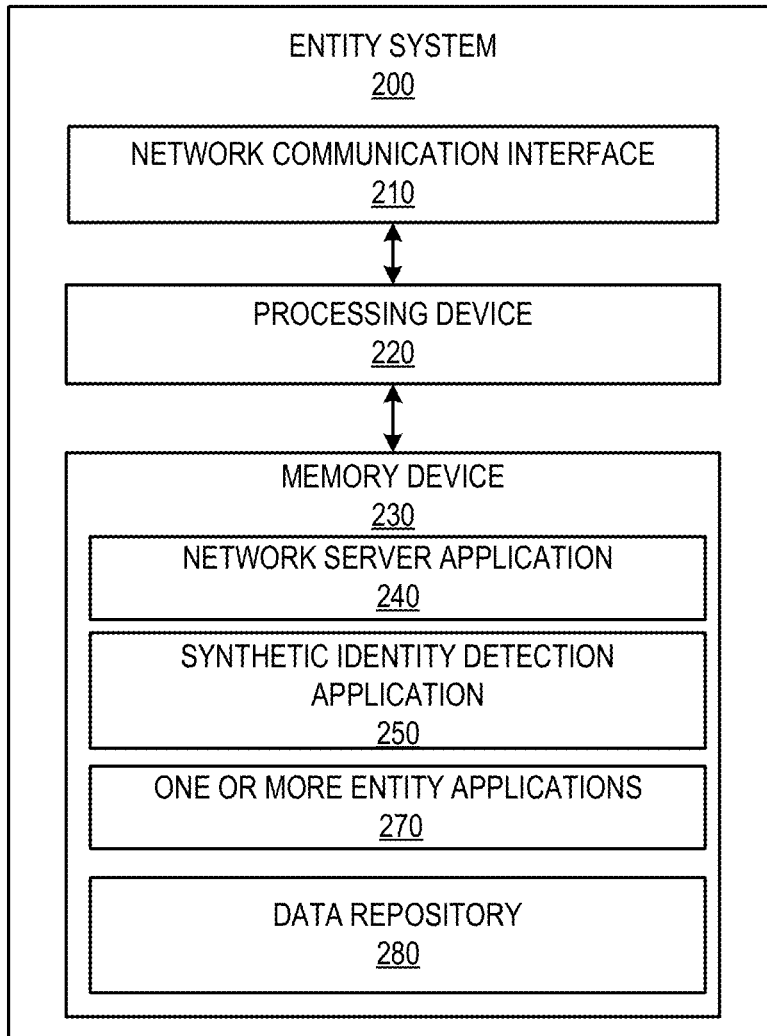 ENTITY SYSTEM
200
NETWORK COMMUNICATION INTERFACE
210
PROCESSING DEVICE
220
MEMORY DEVICE
230
NETWORK SERVER APPLICATION
240
SYNTHETIC IDENTITY DETECTION
APPLICATION
250
ONE OR MORE ENTITY APPLICATIONS
270
DATA REPOSITORY
280